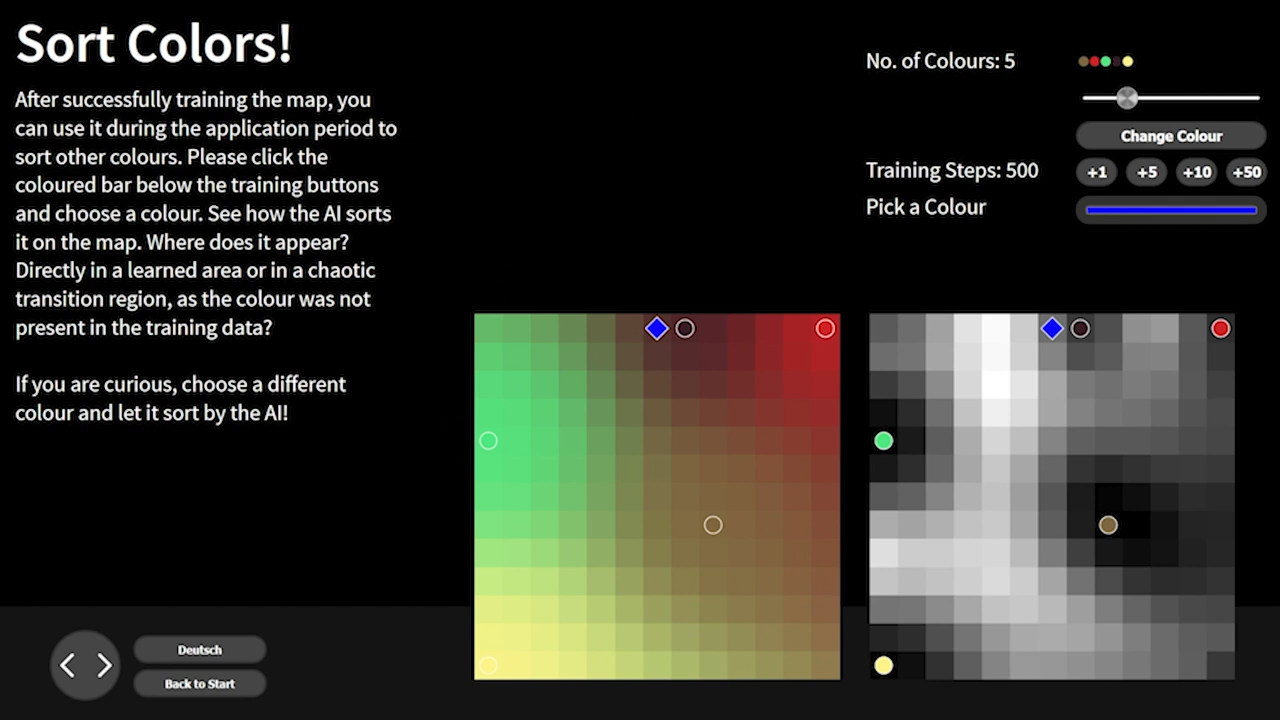 Sort Colors!
After successfully training the map, you
can use it during the application period to
sort other colours. Please click the
coloured bar below the training buttons
and choose a colour. See how the AI sorts
it on the map. Where does it appear?
Directly in a learned area or in a chaotic
transition region, as the colour was not
present in the training data?
If you are curious, choose a different
colour and let it sort by the AI!
No. of Colours: 5
Change Colour
Training Steps: 500
+1 +5 +10 +50
Pick a Colour
Deutsch
Back to Start